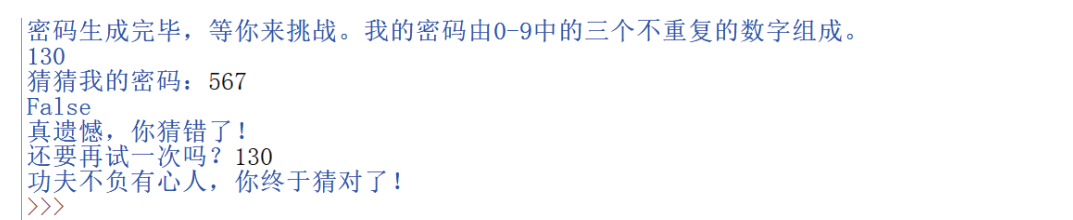 密码生成完毕，等你来挑战。我的密码由0-9中的三个不重复的数字组成。
130
猜猜我的密码：567
False
真遗憾，你猜错了！
还要再试一次吗？130
功夫不负有心人，你终于猜对了！
>>>